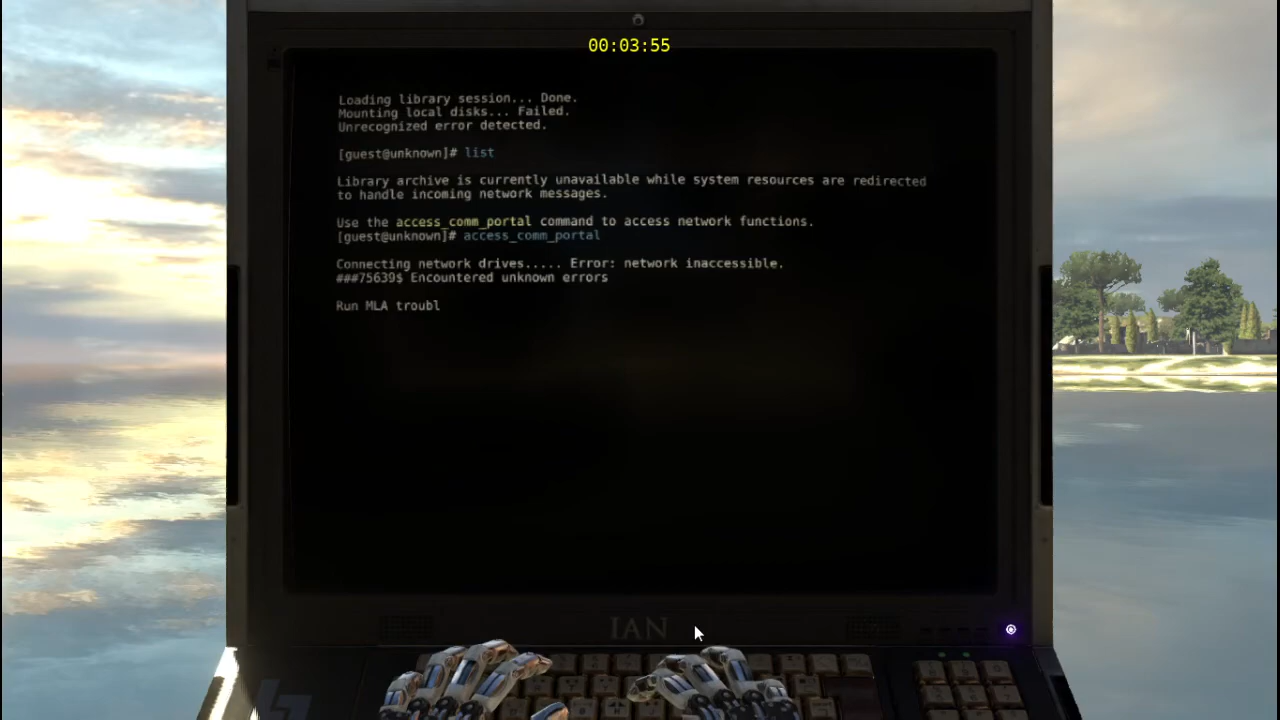 00:03:55
Loading library session... Done.
Mounting local disks... Failed.
Unrecognized error detected.
[guest@unknown]# list
Library archive is currently unavailable while system resources are redirected
to handle incoming network messages.
Use the access_comm_portal command to access network functions.
[guest@unknown]# access_comm_portal
Connecting network drives..... Error: network inaccessible.
###75639$ Encountered unknown errors
Run MLA troubl
IAN